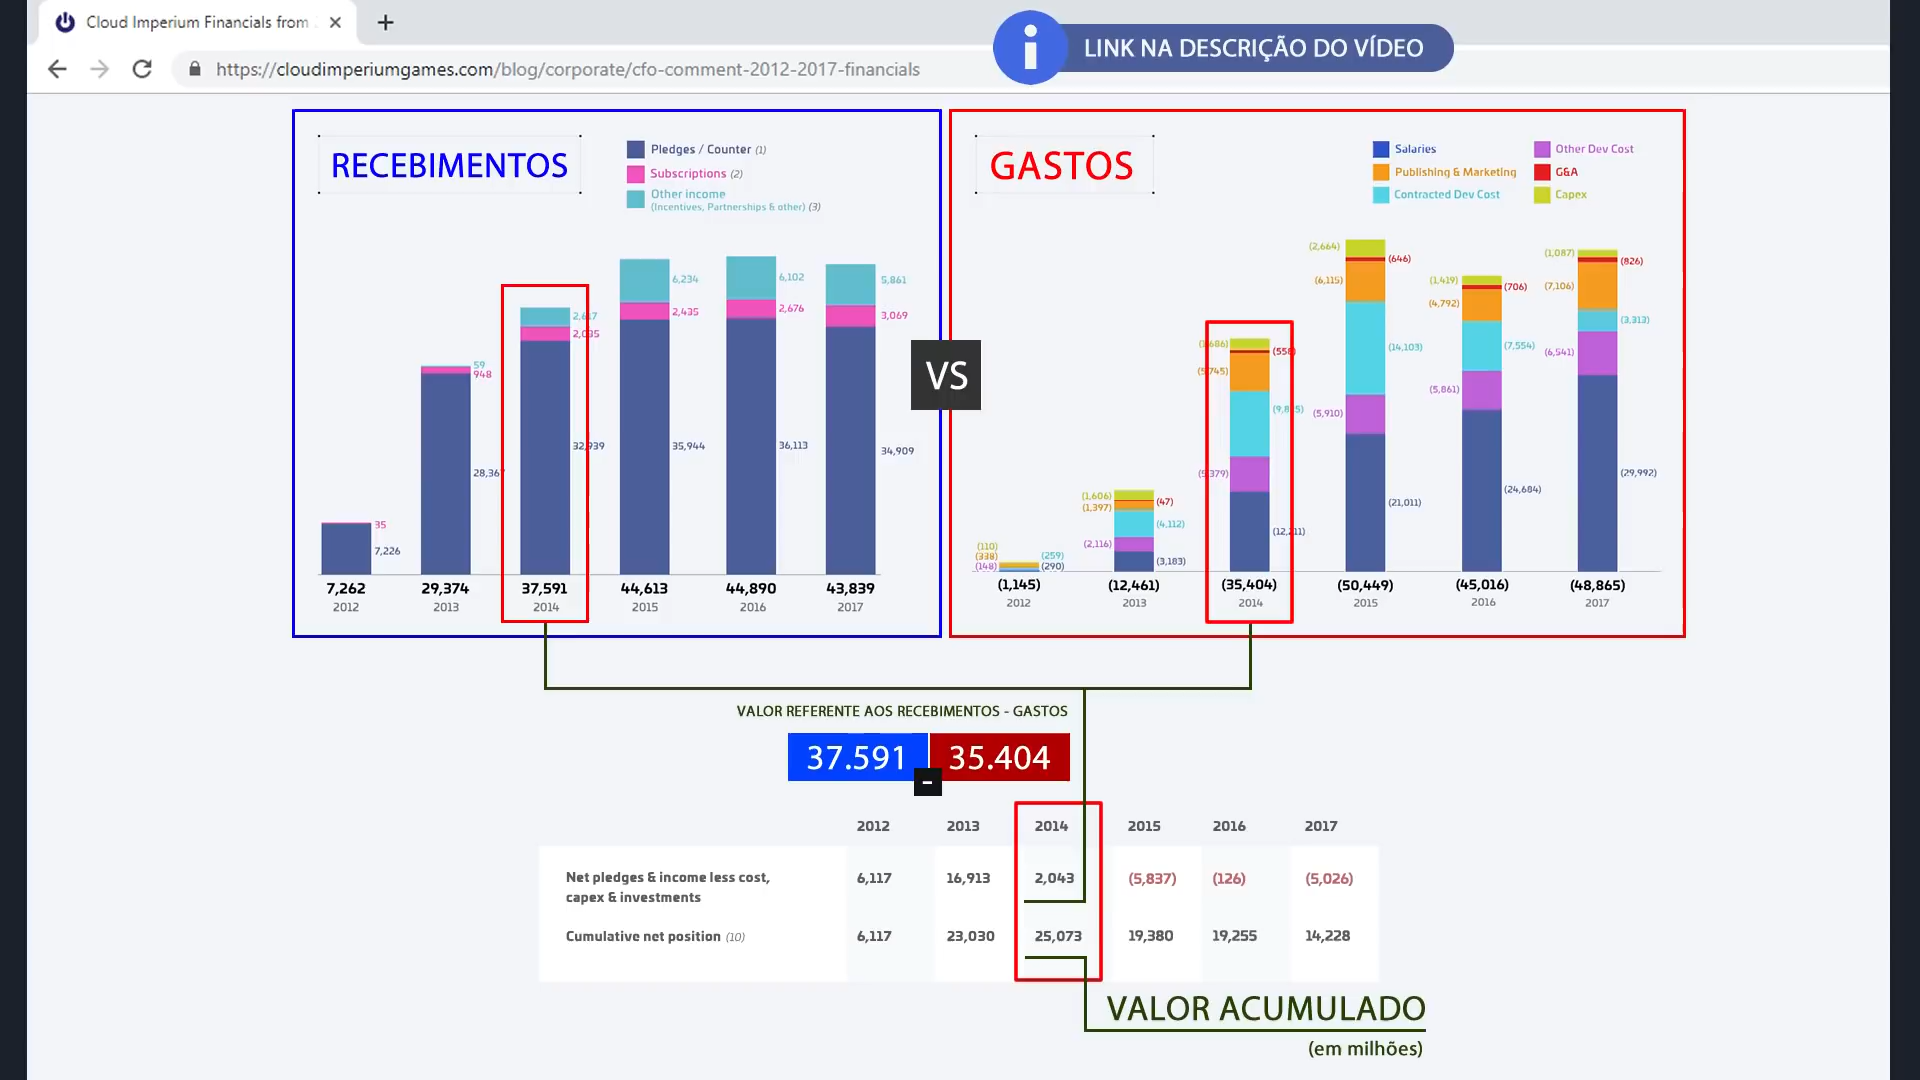 Cloud Imperium Financials from
https://cloudimperiumgames.com/blog/corporate/cfo-comment-2012-2017-financials
LINK NA DESCRIÇÃO DO VÍDEO
RECEBIMENTOS
Pledges / Counter (1)
Subscriptions (2)
Other income
(Incentives, Partnerships & other) (3)
35
7,226
59
948
28,367
2,617
2,035
32,939
6,234
2,435
35,944
6,102
2,676
36,113
5,861
3,069
34,909
7,262 29,374 37,591 44,613 44,890 43,839
2012 2013 2014 2015 2016 2017
VS
GASTOS
Salaries
Publishing & Marketing
Contracted Dev Cost
Other Dev Cost
G&A
Capex
(110)
(338)
(148)
(259)
(290)
(1,606)
(1,397)
(2,116)
(47)
(4,112)
(3,183)
(1,686)
(5,745)
(5,379)
(558)
(12,211)
(2,664)
(6,115)
(5,910)
(646)
(14,103)
(21,011)
(1,419)
(4,792)
(5,861)
(706)
(7,554)
(24,684)
(1,087)
(7,106)
(6,541)
(826)
(3,313)
(29,992)
(1,145) (12,461) (35,404) (50,449) (45,016) (48,865)
2012 2013 2014 2015 2016 2017
VALOR REFERENTE AOS RECEBIMENTOS - GASTOS
37.591 - 35.404
2012 2013 2014 2015 2016 2017
Net pledges & income less cost,
capex & investments
6,117 16,913 2,043 (5,837) (126) (5,026)
Cumulative net position (10) 6,117 23,030 25,073 19,380 19,255 14,228
VALOR ACUMULADO
(em milhões)